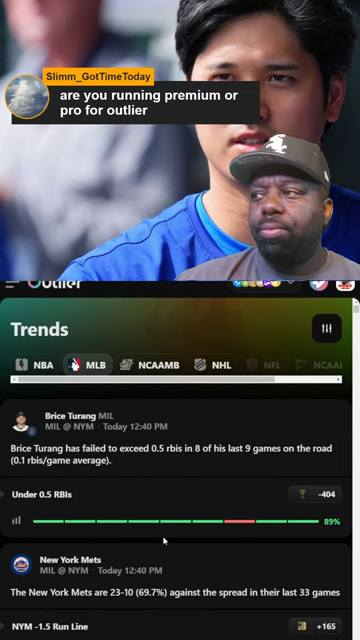 Slimm_GotTimeToday
are you running premium or
pro for outlier
Outlier
Trends
NBA
MLB
NCAAMB
NHL
NFL
NCAA
Brice Turang MIL
MIL @ NYM · Today 12:40 PM
Brice Turang has failed to exceed 0.5 rbis in 8 of his last 9 games on the road
(0.1 rbis/game average).
Under 0.5 RBIs
-404
89%
New York Mets
MIL @ NYM · Today 12:40 PM
The New York Mets are 23-10 (69.7%) against the spread in their last 33 games
NYM -1.5 Run Line
+165